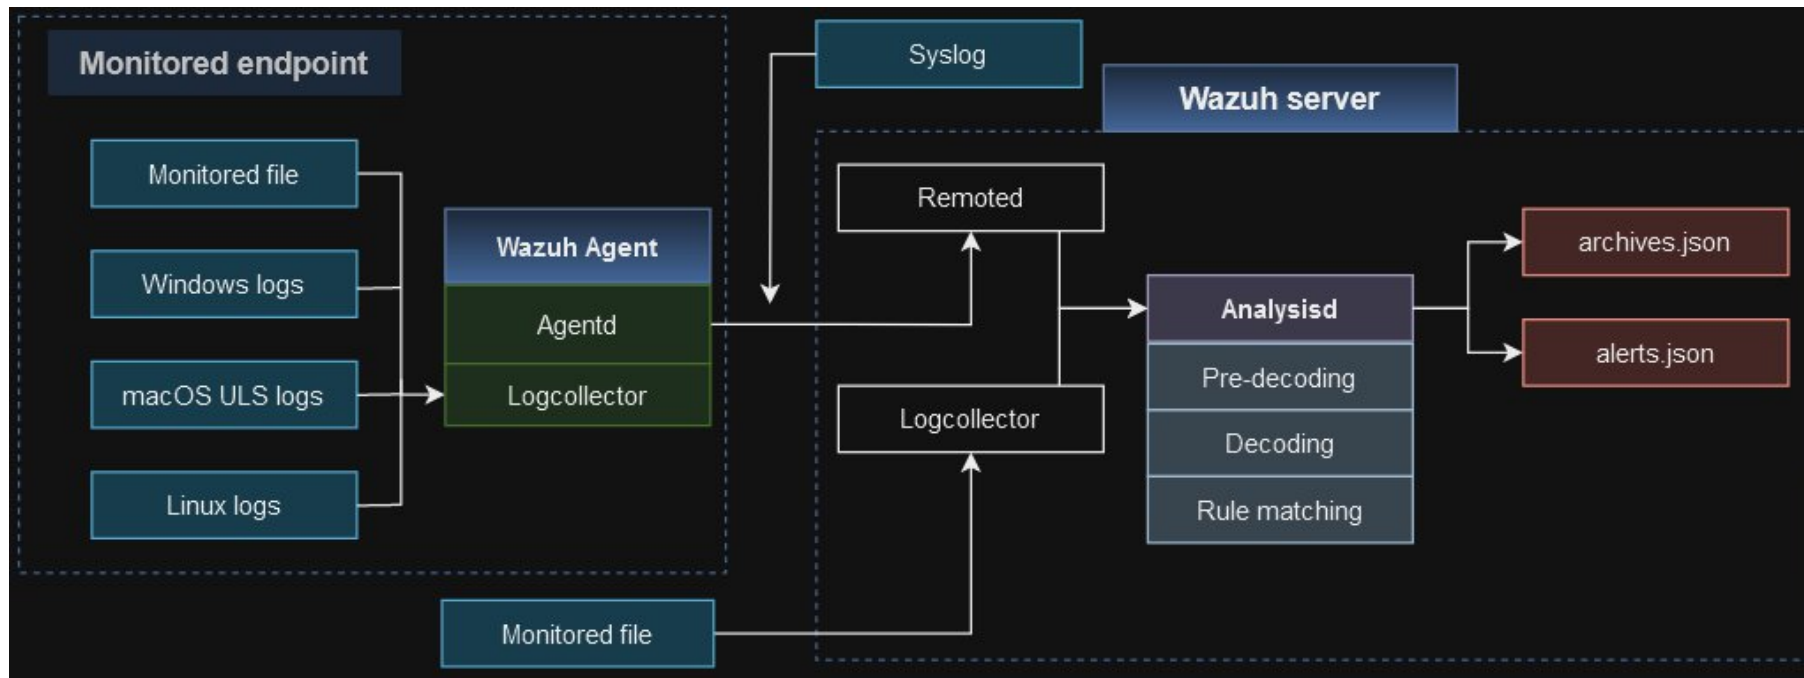 Monitored endpoint
Monitored file
Windows logs
macOS ULS logs
Linux logs
Wazuh Agent
Agentd
Logcollector
Syslog
Monitored file
Wazuh server
Remoted
Logcollector
Analysisd
Pre-decoding
Decoding
Rule matching
archives.json
alerts.json